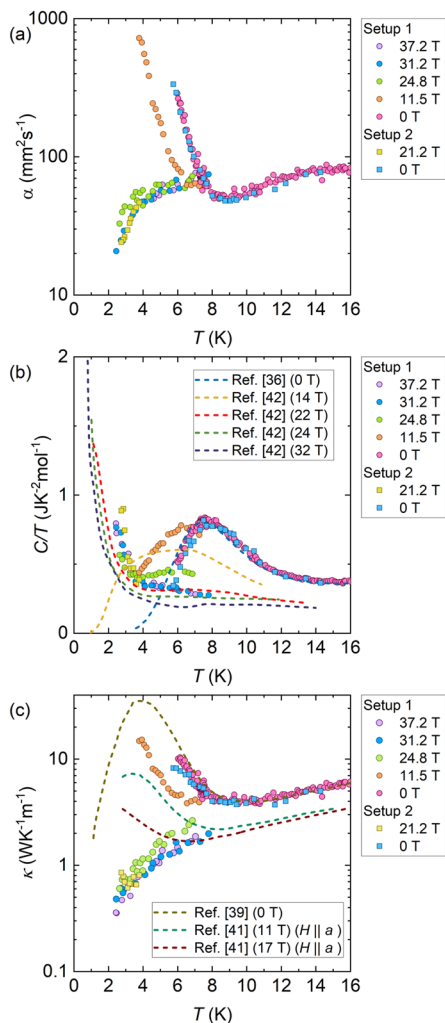 (a)
1000
100
10
α (mm²s⁻¹)
0 2 4 6 8 10 12 14 16
T (K)
Setup 1
37.2 T
31.2 T
24.8 T
11.5 T
0 T
Setup 2
21.2 T
0 T
(b)
2
1
0
C/T (JK⁻²mol⁻¹)
Ref. [36] (0 T)
Ref. [42] (14 T)
Ref. [42] (22 T)
Ref. [42] (24 T)
Ref. [42] (32 T)
0 2 4 6 8 10 12 14 16
T (K)
Setup 1
37.2 T
31.2 T
24.8 T
11.5 T
0 T
Setup 2
21.2 T
0 T
(c)
10
1
0.1
κ (WK⁻¹m⁻¹)
Ref. [39] (0 T)
Ref. [41] (11 T) (H || a )
Ref. [41] (17 T) (H || a )
0 2 4 6 8 10 12 14 16
T (K)
Setup 1
37.2 T
31.2 T
24.8 T
11.5 T
0 T
Setup 2
21.2 T
0 T